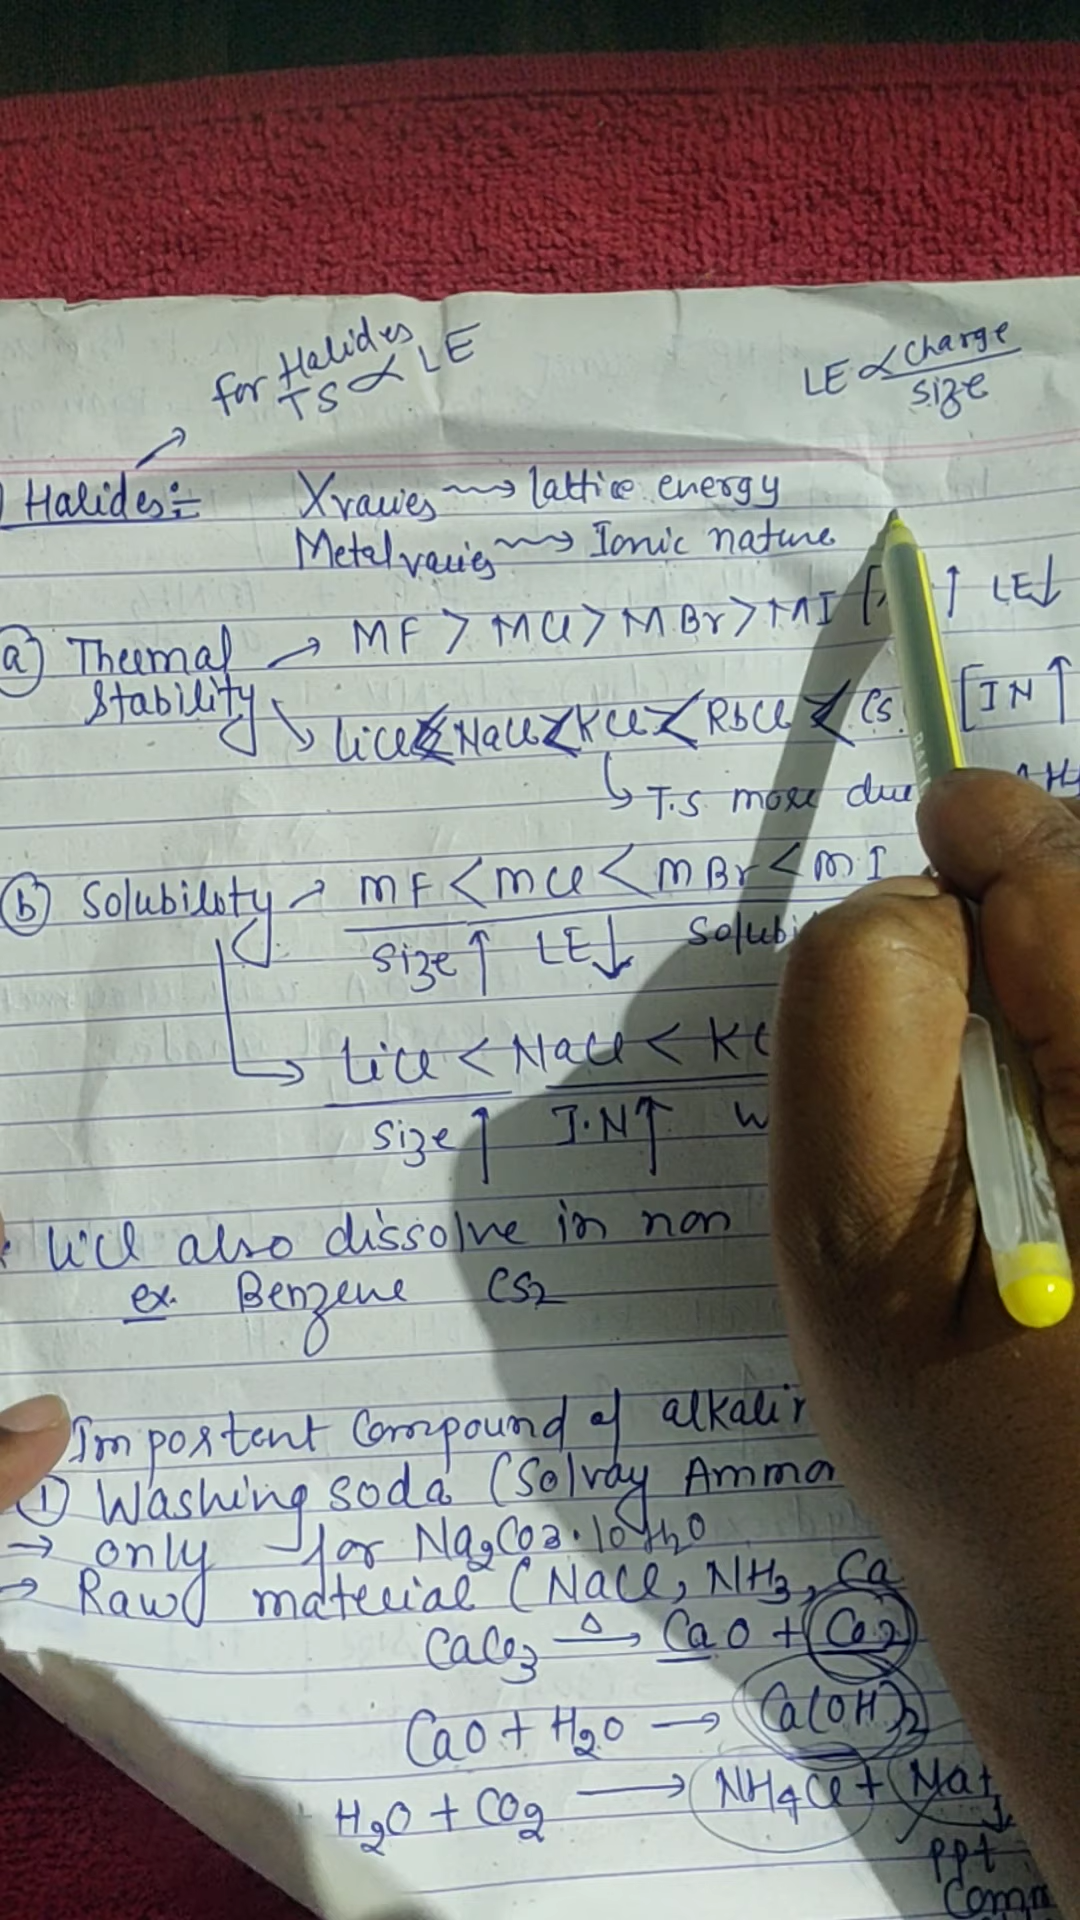 for Halides
TS ∝ LE
LE ∝ Charge/Size
Halides:-
X varies ⟿ lattice energy
Metal varies ⟿ Ionic nature
(a) Thermal Stability → MF > MCl > MBr > MI [ ↑ LE↓
↘ LiCl < NaCl < KCl < RbCl < Cs [IN ↑
↳ T.S more due
(b) Solubility → MF < MCl < MBr < MI
Size ↑ LE↓
→ LiCl < NaCl < KC
Size ↑ I.N ↑
LiCl also dissolve in non
ex. Benzene CS2
Important Compound of
① Washing soda (Solvay
→ only for Na2CO3.10H2O
→ Raw material (NaCl, NH3, Ca
CaCO3 —Δ→ CaO + CO2
CaO + H2O → Ca(OH)2
H2O + CO2 → NH4Cl +
ppt